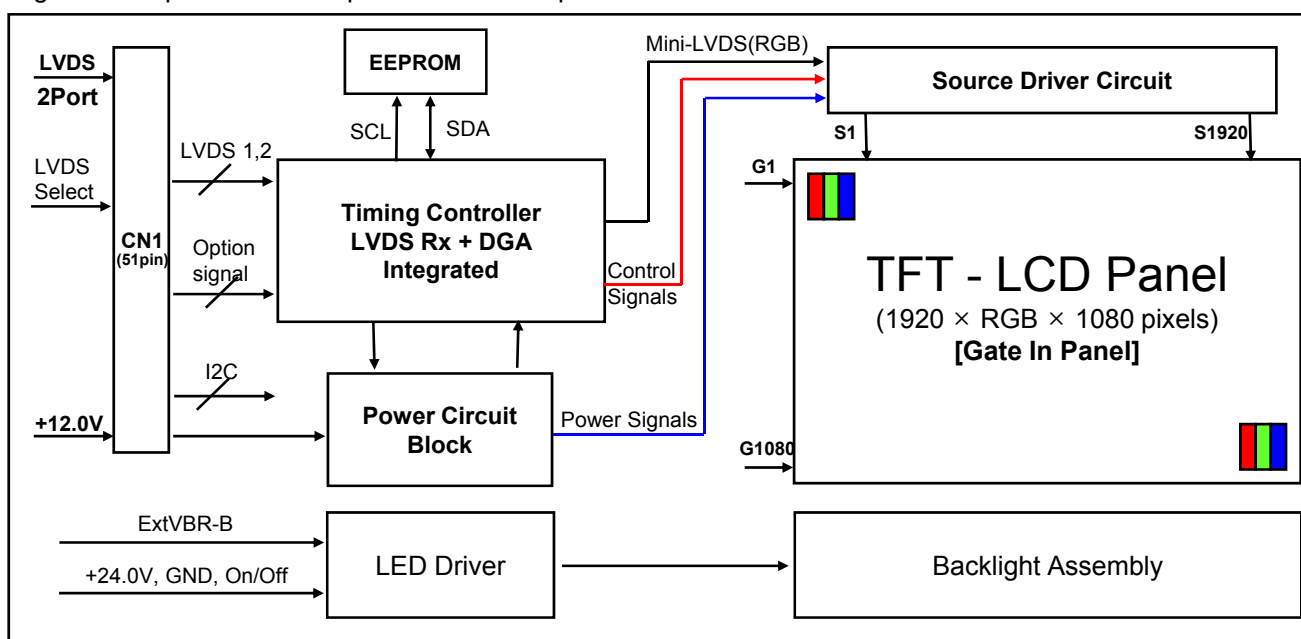 LVDS
2Port
LVDS
Select
+12.0V
CN1
(51pin)
LVDS 1,2
Option
signal
I2C
EEPROM
SCL
SDA
Timing Controller
LVDS Rx + DGA
Integrated
Control
Signals
Power Circuit
Block
Power Signals
Mini-LVDS(RGB)
Source Driver Circuit
S1
S1920
G1
G1080
TFT - LCD Panel
(1920 × RGB × 1080 pixels)
[Gate In Panel]
ExtVBR-B
+24.0V, GND, On/Off
LED Driver
Backlight Assembly